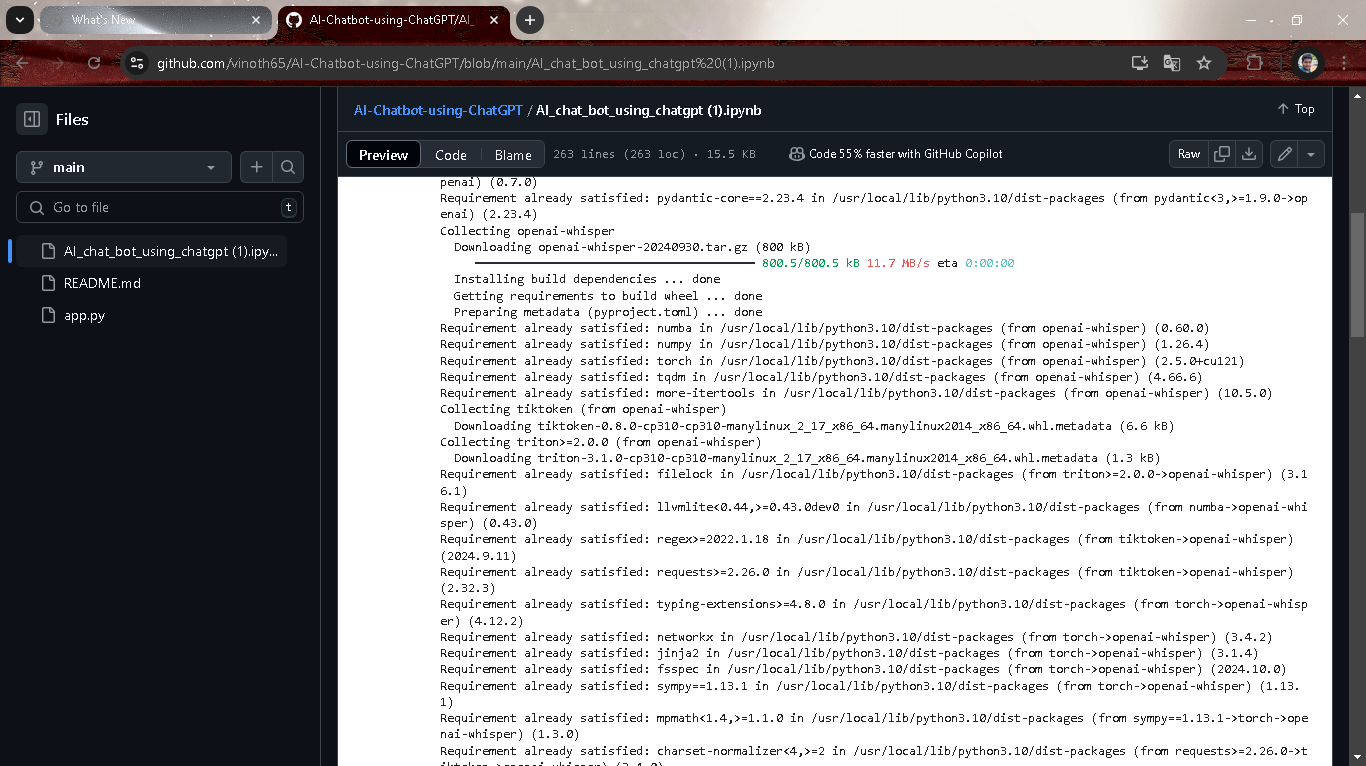 What's New
AI-Chatbot-using-ChatGPT/AI_
github.com/vinoth65/AI-Chatbot-using-ChatGPT/blob/main/AI_chat_bot_using_chatgpt%20(1).ipynb
Files
main
Go to file
t
AI_chat_bot_using_chatgpt (1).ipy...
README.md
app.py
AI-Chatbot-using-ChatGPT / AI_chat_bot_using_chatgpt (1).ipynb
Top
Preview
Code
Blame
263 lines (263 loc) · 15.5 KB
Code 55% faster with GitHub Copilot
Raw
penai) (0.7.0)
Requirement already satisfied: pydantic-core==2.23.4 in /usr/local/lib/python3.10/dist-packages (from pydantic<3,>=1.9.0->op
enai) (2.23.4)
Collecting openai-whisper
Downloading openai-whisper-20240930.tar.gz (800 kB)
800.5/800.5 kB 11.7 MB/s eta 0:00:00
Installing build dependencies ... done
Getting requirements to build wheel ... done
Preparing metadata (pyproject.toml) ... done
Requirement already satisfied: numba in /usr/local/lib/python3.10/dist-packages (from openai-whisper) (0.60.0)
Requirement already satisfied: numpy in /usr/local/lib/python3.10/dist-packages (from openai-whisper) (1.26.4)
Requirement already satisfied: torch in /usr/local/lib/python3.10/dist-packages (from openai-whisper) (2.5.0+cu121)
Requirement already satisfied: tqdm in /usr/local/lib/python3.10/dist-packages (from openai-whisper) (4.66.6)
Requirement already satisfied: more-itertools in /usr/local/lib/python3.10/dist-packages (from openai-whisper) (10.5.0)
Collecting tiktoken (from openai-whisper)
Downloading tiktoken-0.8.0-cp310-cp310-manylinux_2_17_x86_64.manylinux2014_x86_64.whl.metadata (6.6 kB)
Collecting triton>=2.0.0 (from openai-whisper)
Downloading triton-3.1.0-cp310-cp310-manylinux_2_17_x86_64.manylinux2014_x86_64.whl.metadata (1.3 kB)
Requirement already satisfied: filelock in /usr/local/lib/python3.10/dist-packages (from triton>=2.0.0->openai-whisper) (3.1
6.1)
Requirement already satisfied: llvmlite<0.44,>=0.43.0dev0 in /usr/local/lib/python3.10/dist-packages (from numba->openai-whi
sper) (0.43.0)
Requirement already satisfied: regex>=2022.1.18 in /usr/local/lib/python3.10/dist-packages (from tiktoken->openai-whisper)
(2024.9.11)
Requirement already satisfied: requests>=2.26.0 in /usr/local/lib/python3.10/dist-packages (from tiktoken->openai-whisper)
(2.32.3)
Requirement already satisfied: typing-extensions>=4.8.0 in /usr/local/lib/python3.10/dist-packages (from torch->openai-whisp
er) (4.12.2)
Requirement already satisfied: networkx in /usr/local/lib/python3.10/dist-packages (from torch->openai-whisper) (3.4.2)
Requirement already satisfied: jinja2 in /usr/local/lib/python3.10/dist-packages (from torch->openai-whisper) (3.1.4)
Requirement already satisfied: fsspec in /usr/local/lib/python3.10/dist-packages (from torch->openai-whisper) (2024.10.0)
Requirement already satisfied: sympy==1.13.1 in /usr/local/lib/python3.10/dist-packages (from torch->openai-whisper) (1.13.
1)
Requirement already satisfied: mpmath<1.4,>=1.1.0 in /usr/local/lib/python3.10/dist-packages (from sympy==1.13.1->torch->ope
nai-whisper) (1.3.0)
Requirement already satisfied: charset-normalizer<4,>=2 in /usr/local/lib/python3.10/dist-packages (from requests>=2.26.0->t